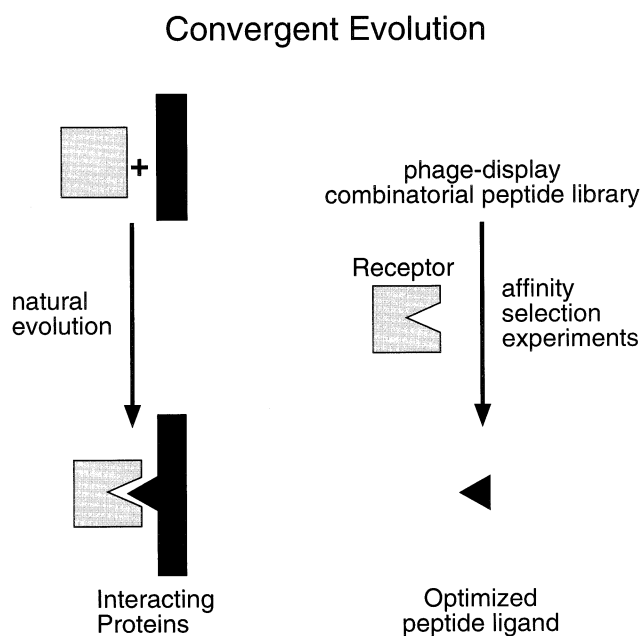 Convergent Evolution
+
natural
evolution
Interacting
Proteins
phage-display
combinatorial peptide library
Receptor
affinity
selection
experiments
Optimized
peptide ligand